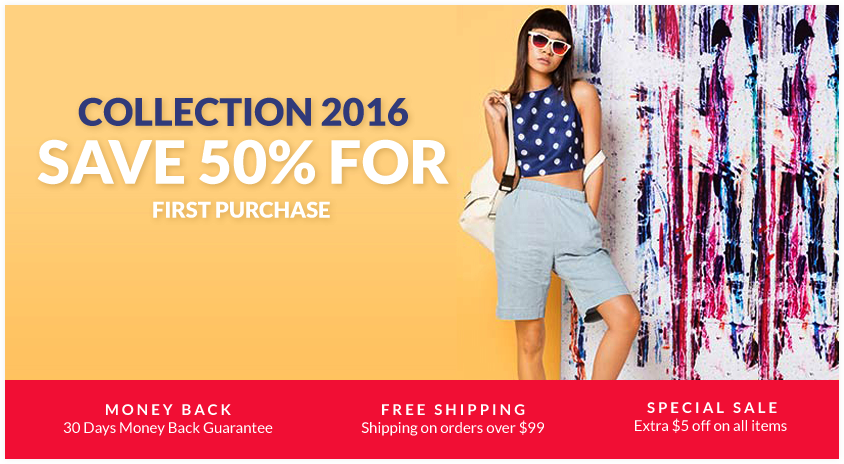 COLLECTION 2016
SAVE 50% FOR
FIRST PURCHASE
MONEY BACK
30 Days Money Back Guarantee
FREE SHIPPING
Shipping on orders over $99
SPECIAL SALE
Extra $5 off on all items